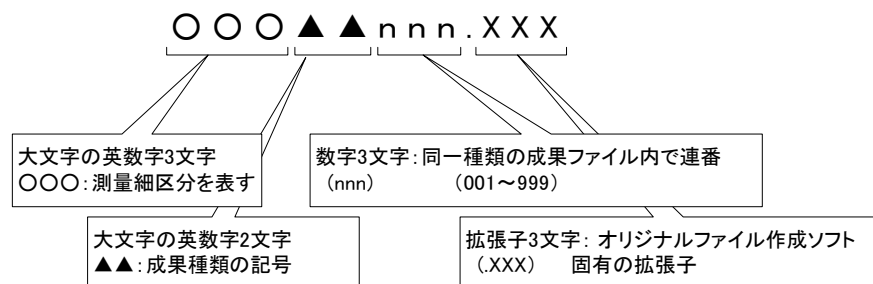 ○○○▲▲nnn.XXX
大文字の英数字3文字
○○○:測量細区分を表す
数字3文字:同一種類の成果ファイル内で連番
(nnn) (001~999)
大文字の英数字2文字
▲▲:成果種類の記号
拡張子3文字: オリジナルファイル作成ソフト
(.XXX) 固有の拡張子